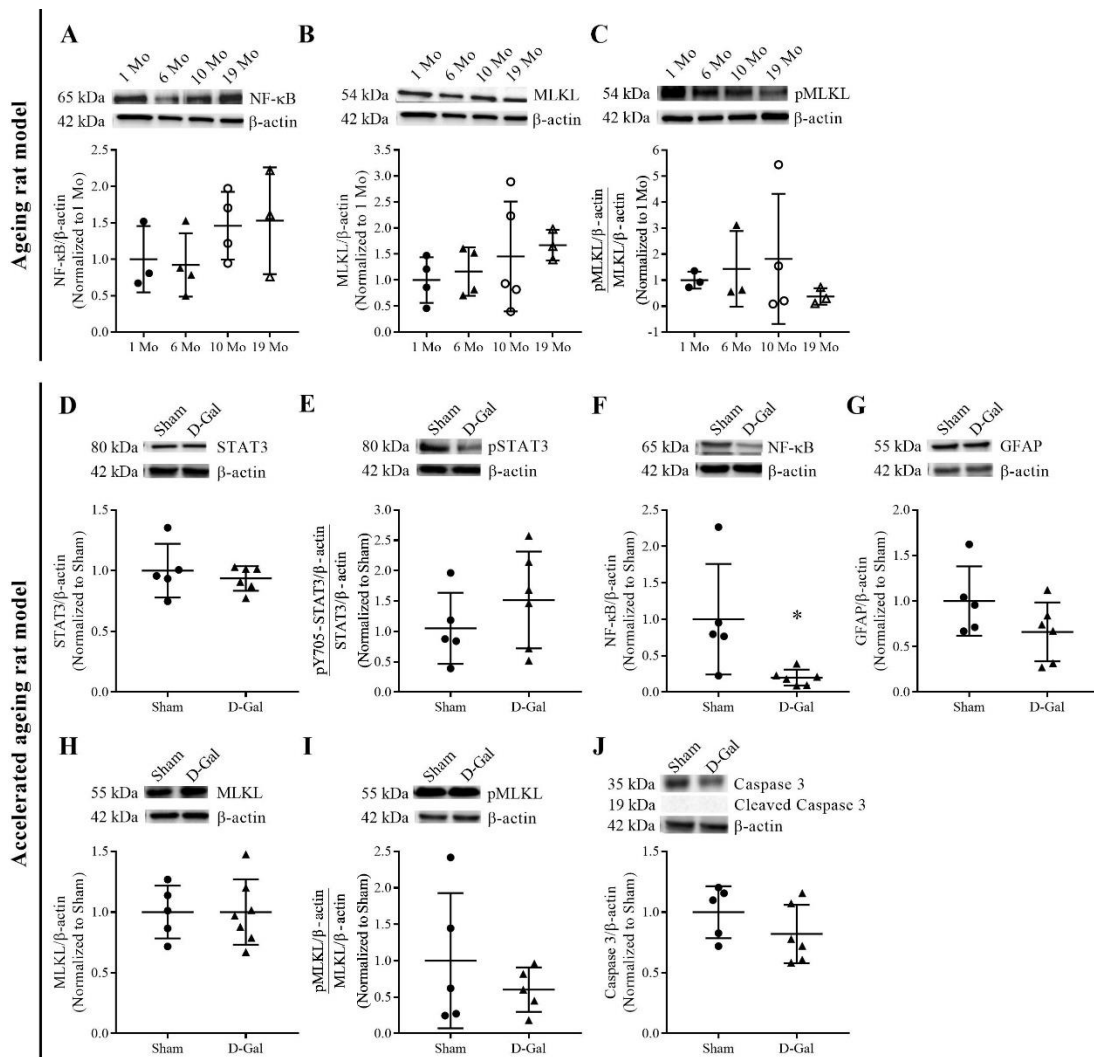 Ageing rat model
A
1 Mo 6 Mo 10 Mo 19 Mo
65 kDa NF-κB
42 kDa β-actin
NF-κB/β-actin
(Normalized to1 Mo)
2.5
2.0
1.5
1.0
0.5
0.0
1 Mo 6 Mo 10 Mo 19 Mo
B
1 Mo 6 Mo 10 Mo 19 Mo
54 kDa MLKL
42 kDa β-actin
MLKL/β-actin
(Normalized to 1 Mo)
3.5
3.0
2.5
2.0
1.5
1.0
0.5
0.0
1 Mo 6 Mo 10 Mo 19 Mo
C
1 Mo 6 Mo 10 Mo 19 Mo
54 kDa pMLKL
42 kDa β-actin
pMLKL/β-actin
MLKL/β-actin
(Normalized to1Mo)
6
4
2
0
-1
1 Mo 6 Mo 10 Mo 19 Mo
Accelerated ageing rat model
D
Sham D-Gal
80 kDa STAT3
42 kDa β-actin
STAT3/β-actin
(Normalized to Sham)
1.5
1.0
0.5
0.0
Sham D-Gal
E
Sham D-Gal
80 kDa pSTAT3
42 kDa β-actin
pY705-STAT3/β-actin
STAT3/β-actin
(Normalized to Sham)
3.0
2.5
2.0
1.5
1.0
0.5
0.0
Sham D-Gal
F
Sham D-Gal
65 kDa NF-κB
42 kDa β-actin
NF-κB/β-actin
(Normalized to Sham)
2.5
2.0
1.5
1.0
0.5
0.0
*
Sham D-Gal
G
Sham D-Gal
55 kDa GFAP
42 kDa β-actin
GFAP/β-actin
(Normalized to Sham)
2.0
1.5
1.0
0.5
0.0
Sham D-Gal
H
Sham D-Gal
55 kDa MLKL
42 kDa β-actin
MLKL/β-actin
(Normalized to Sham)
1.5
1.0
0.5
0.0
Sham D-Gal
I
Sham D-Gal
55 kDa pMLKL
42 kDa β-actin
pMLKL/β-actin
MLKL/β-actin
(Normalized to Sham)
2.5
2.0
1.5
1.0
0.5
0.0
Sham D-Gal
J
Sham D-Gal
35 kDa Caspase 3
19 kDa Cleaved Caspase 3
42 kDa β-actin
Caspase 3/β-actin
(Normalized to Sham)
1.5
1.0
0.5
0.0
Sham D-Gal